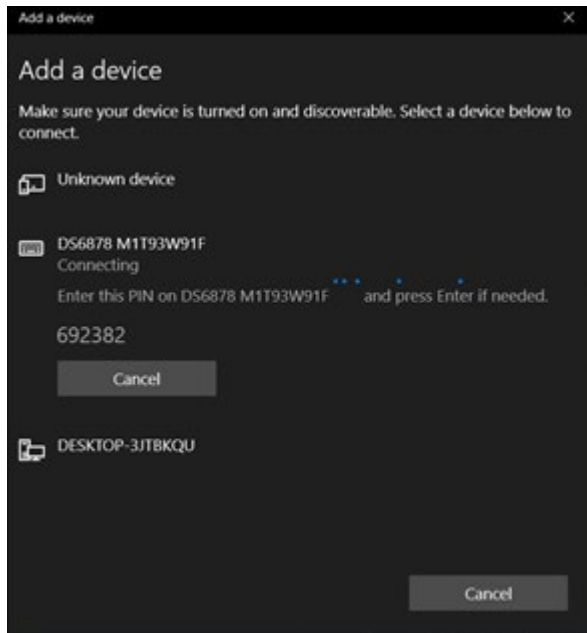 Add a device
Add a device
Make sure your device is turned on and discoverable. Select a device below to
connect.
Unknown device
DS6878 M1T93W91F
Connecting
Enter this PIN on DS6878 M1T93W91F and press Enter if needed.
692382
Cancel
DESKTOP-3JTBKQU
Cancel